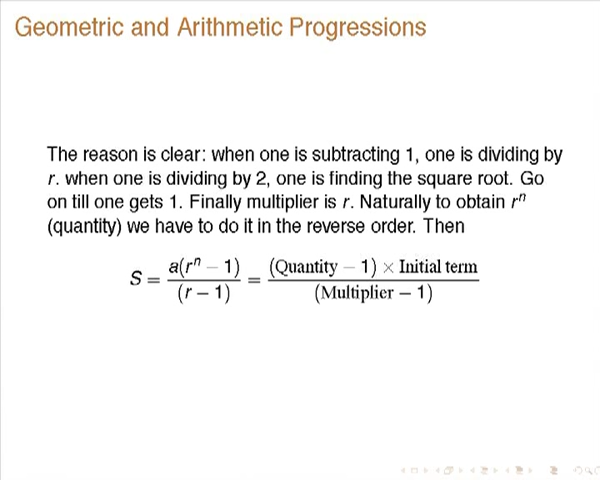 Geometric and Arithmetic Progressions
The reason is clear: when one is subtracting 1, one is dividing by
r. when one is dividing by 2, one is finding the square root. Go
on till one gets 1. Finally multiplier is r. Naturally to obtain rⁿ
(quantity) we have to do it in the reverse order. Then
S = a(rⁿ − 1) / (r − 1) = (Quantity − 1) × Initial term / (Multiplier − 1)